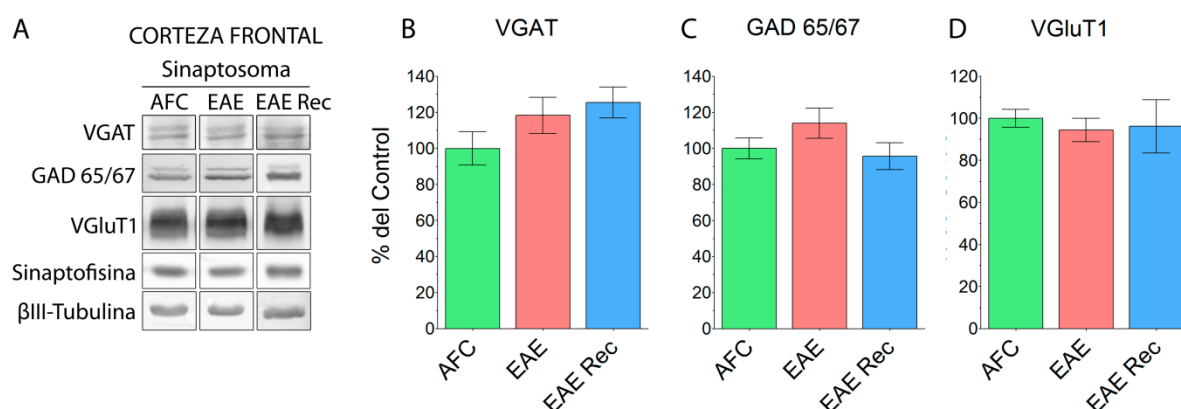 A
CORTEZA FRONTAL
Sinaptosoma
AFC EAE EAE Rec
VGAT
GAD 65/67
VGluT1
Sinaptofisina
βIII-Tubulina
B
VGAT
% del Control
140
120
100
80
60
40
20
0
AFC
EAE
EAE Rec
C
GAD 65/67
140
120
100
80
60
40
20
0
AFC
EAE
EAE Rec
D
VGluT1
120
100
80
60
40
20
0
AFC
EAE
EAE Rec